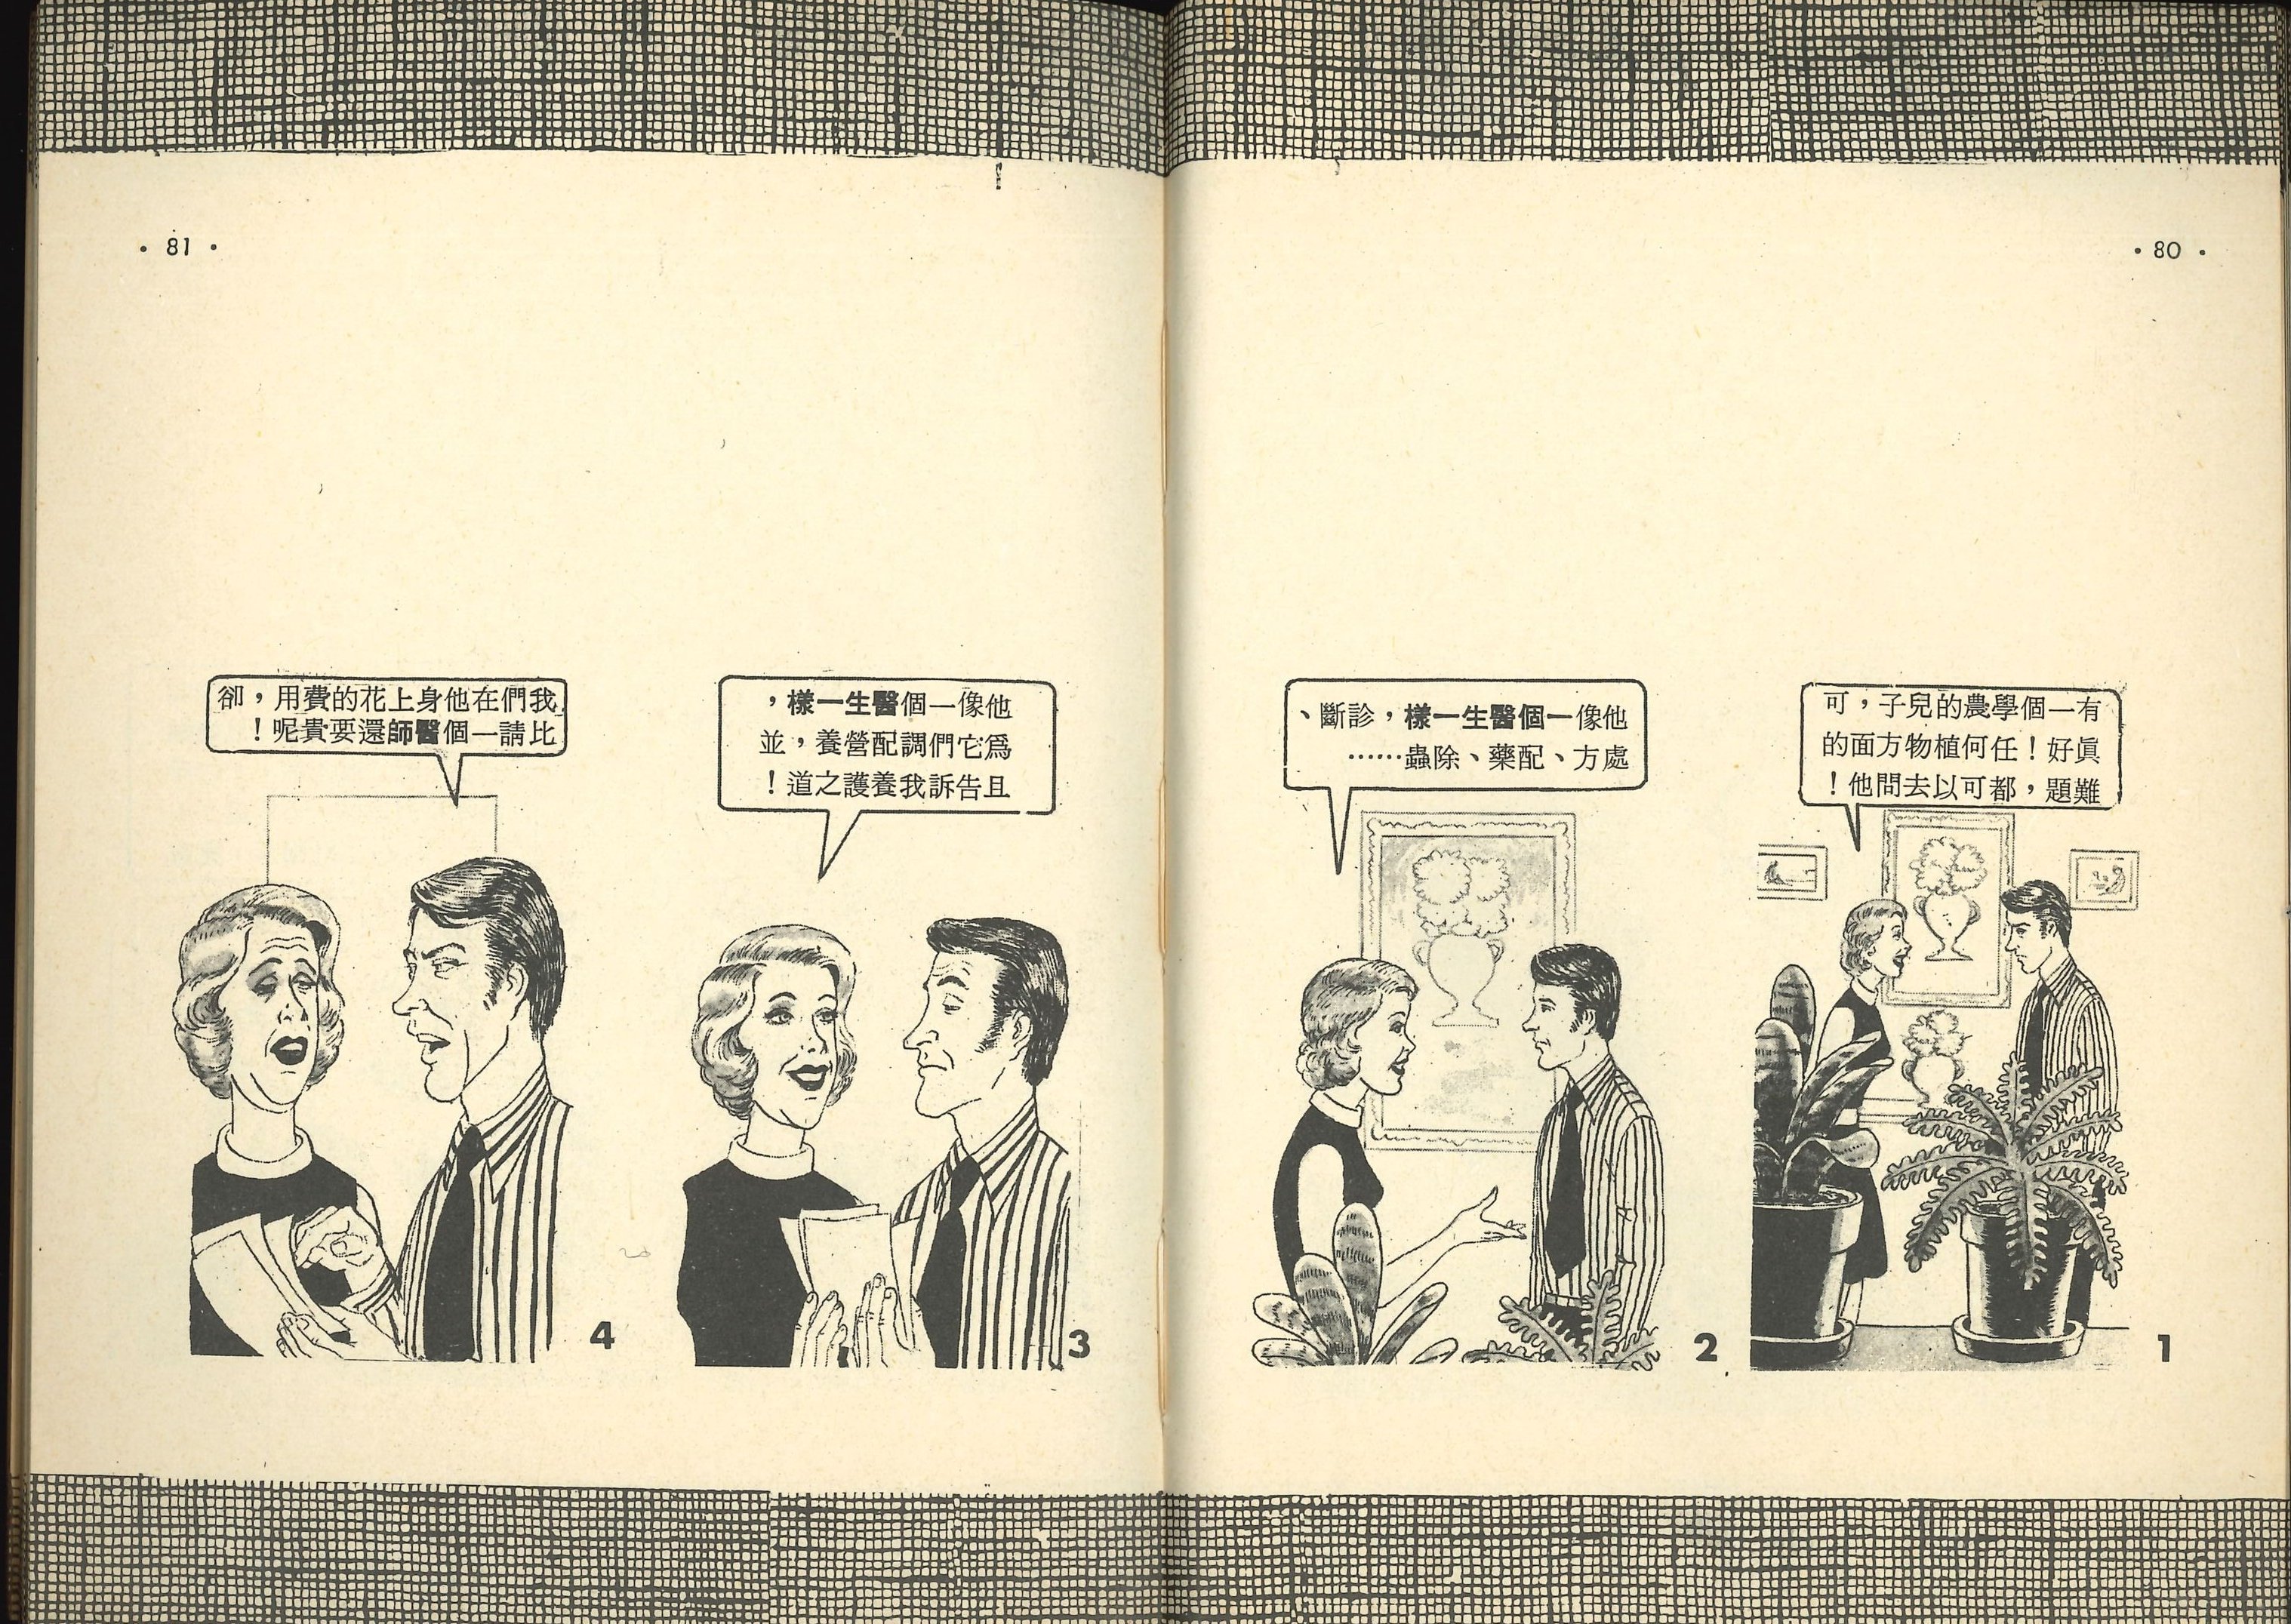 • 80 •
有一個學農的兒子，可
眞好！任何植物方面的
難題，都可以去問他！
1
他像一個醫生一樣，診斷、
處方、配藥、除蟲……
2
• 81 •
他像一個醫生一樣，
爲它們調配營養，並
且告訴我養護之道！
3
我們在他身上花的費用，卻
比請一個醫師還要貴呢！
4